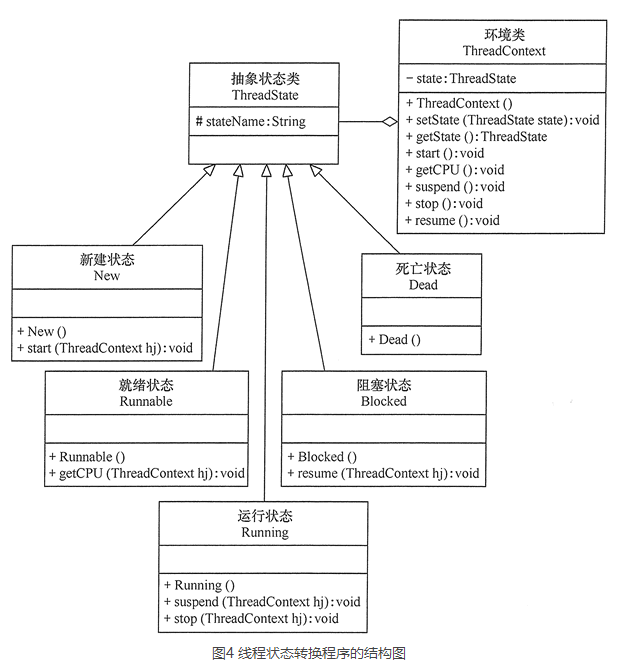 抽象状态类
ThreadState
# stateName:String
环境类
ThreadContext
− state:ThreadState
+ ThreadContext ()
+ setState (ThreadState state):void
+ getState ():ThreadState
+ start ():void
+ getCPU ():void
+ suspend ():void
+ stop ():void
+ resume ():void
新建状态
New
+ New ()
+ start (ThreadContext hj):void
死亡状态
Dead
+ Dead ()
就绪状态
Runnable
+ Runnable ()
+ getCPU (ThreadContext hj):void
阻塞状态
Blocked
+ Blocked ()
+ resume (ThreadContext hj):void
运行状态
Running
+ Running ()
+ suspend (ThreadContext hj):void
+ stop (ThreadContext hj):void
图4 线程状态转换程序的结构图